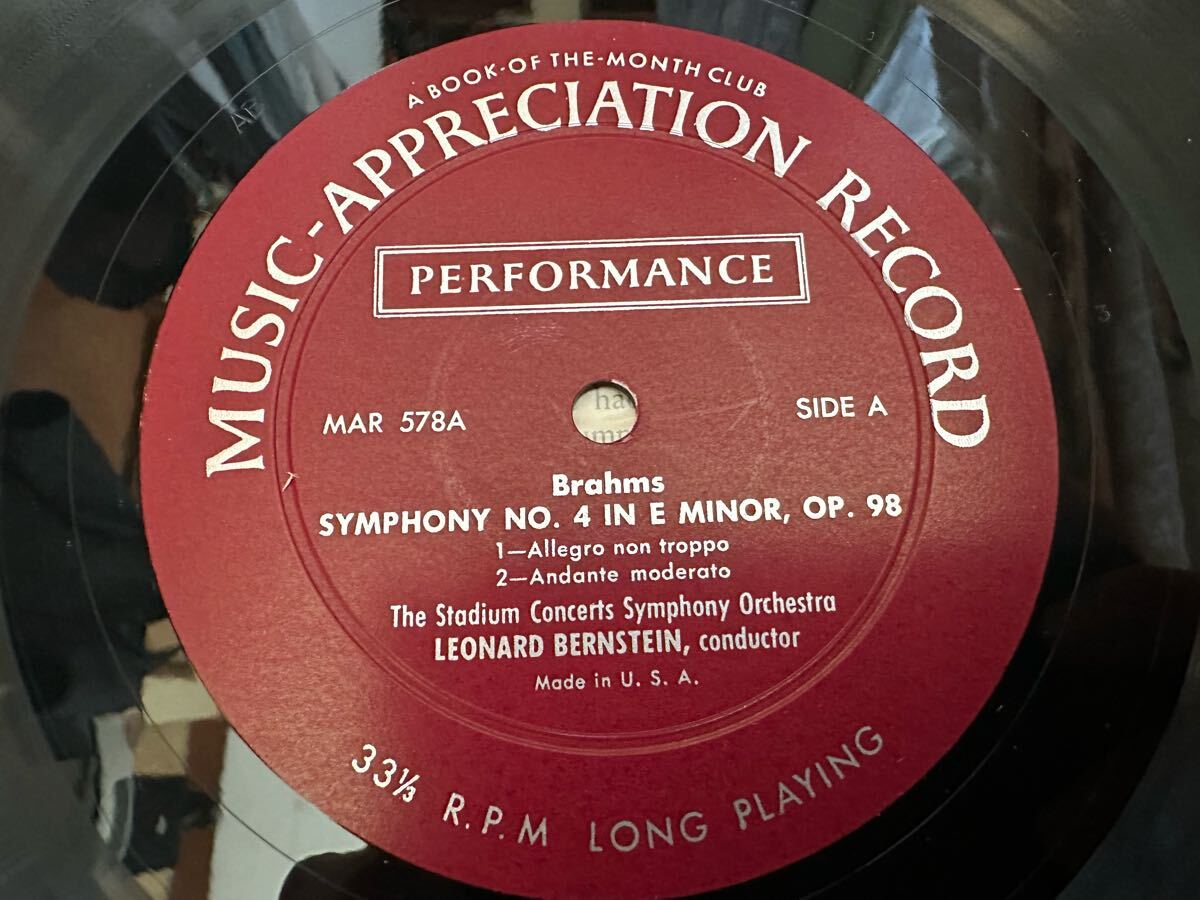 A BOOK-OF THE-MONTH CLUB
MUSIC-APPRECIATION RECORD
PERFORMANCE
MAR 578A
SIDE A
Brahms
SYMPHONY NO. 4 IN E MINOR, OP. 98
1—Allegro non troppo
2—Andante moderato
The Stadium Concerts Symphony Orchestra
LEONARD BERNSTEIN, conductor
Made in U. S. A.
33⅓ R.P.M LONG PLAYING